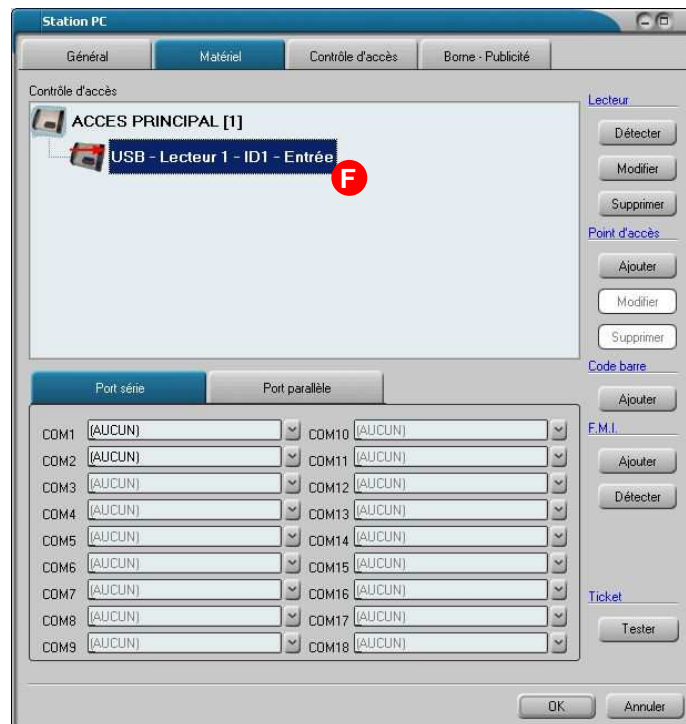 Station PC
Général Matériel Contrôle d'accès Borne - Publicité
Contrôle d'accès
ACCES PRINCIPAL [1]
USB - Lecteur 1 - ID1 - Entrée
F
Lecteur
Détecter
Modifier
Supprimer
Point d'accès
Ajouter
Modifier
Supprimer
Code barre
Ajouter
F.M.I.
Ajouter
Détecter
Ticket
Tester
Port série Port parallèle
COM1 (AUCUN) COM10 (AUCUN)
COM2 (AUCUN) COM11 (AUCUN)
COM3 (AUCUN) COM12 (AUCUN)
COM4 (AUCUN) COM13 (AUCUN)
COM5 (AUCUN) COM14 (AUCUN)
COM6 (AUCUN) COM15 (AUCUN)
COM7 (AUCUN) COM16 (AUCUN)
COM8 (AUCUN) COM17 (AUCUN)
COM9 (AUCUN) COM18 (AUCUN)
OK Annuler